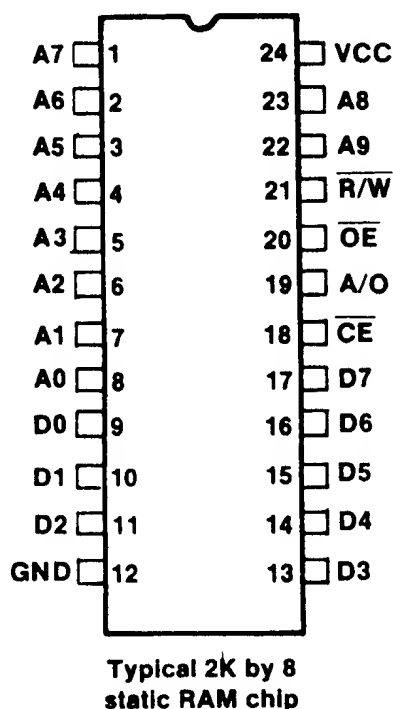 A7 1 24 VCC
A6 2 23 A8
A5 3 22 A9
A4 4 21 R/W
A3 5 20 OE
A2 6 19 A/O
A1 7 18 CE
A0 8 17 D7
D0 9 16 D6
D1 10 15 D5
D2 11 14 D4
GND 12 13 D3
Typical 2K by 8
static RAM chip